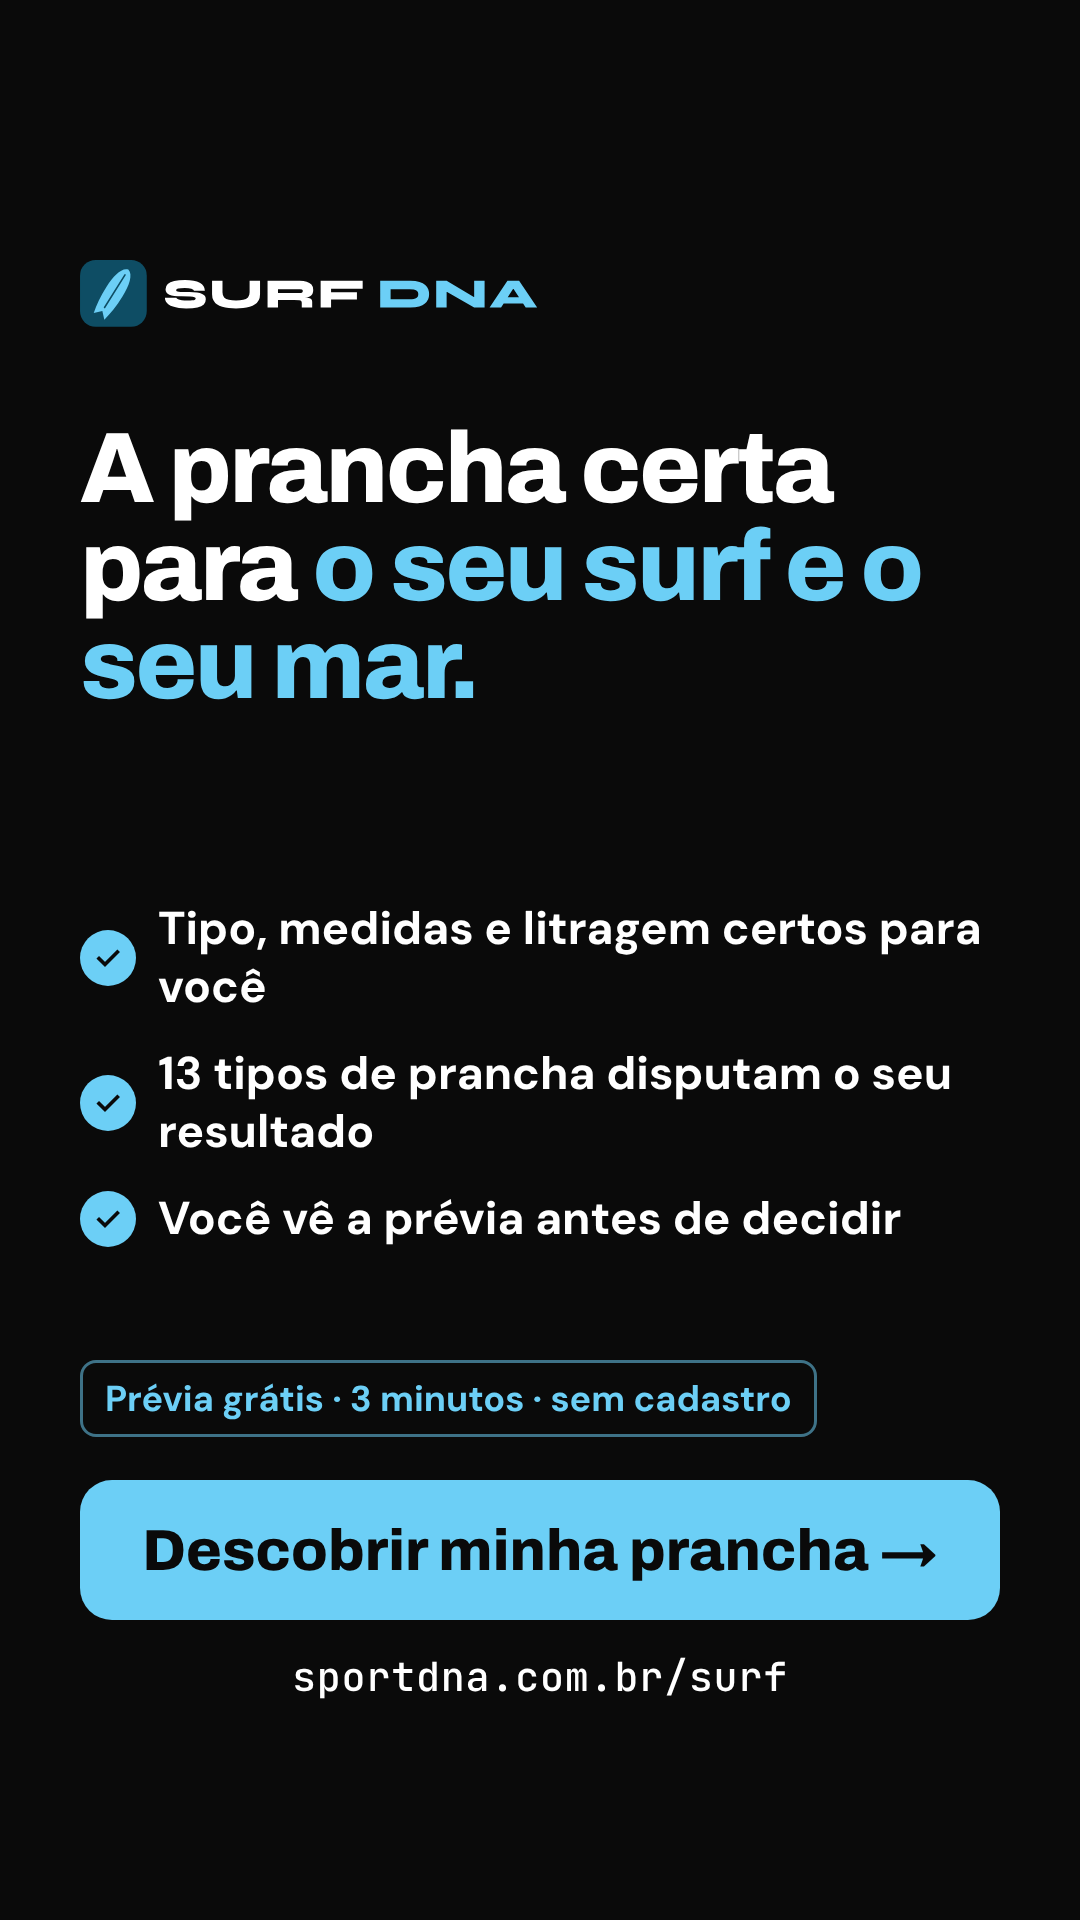 SURF DNA
A prancha certa
para o seu surf e o
seu mar.
Tipo, medidas e litragem certos para
você
13 tipos de prancha disputam o seu
resultado
Você vê a prévia antes de decidir
Prévia grátis · 3 minutos · sem cadastro
Descobrir minha prancha →
sportdna.com.br/surf